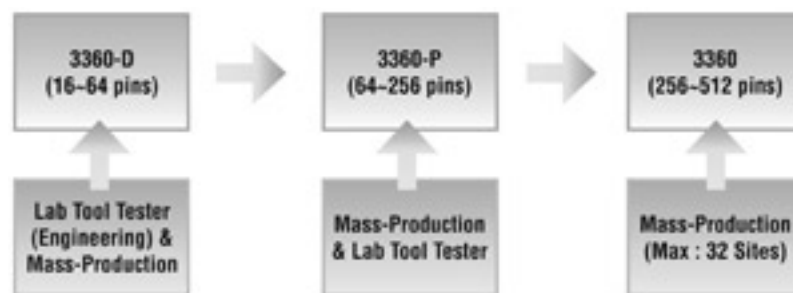 3360-D
(16~64 pins)
3360-P
(64~256 pins)
3360
(256~512 pins)
Lab Tool Tester
(Engineering) &
Mass-Production
Mass-Production
& Lab Tool Tester
Mass-Production
(Max : 32 Sites)